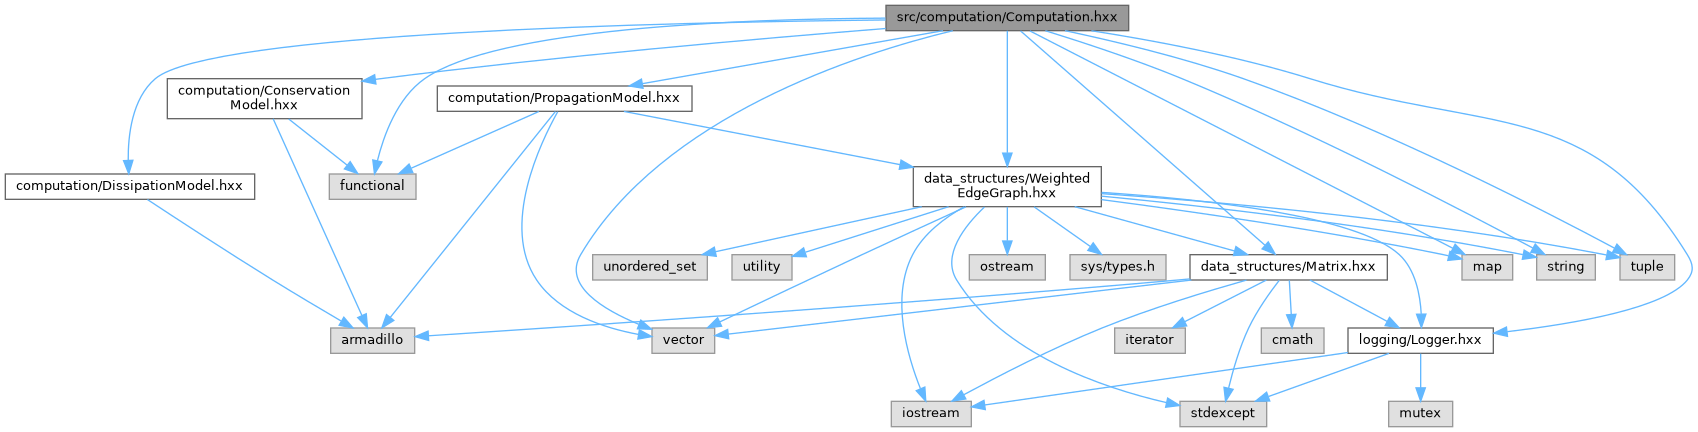 src/computation/Computation.hxx
computation/Conservation
Model.hxx
computation/PropagationModel.hxx
computation/DissipationModel.hxx
functional
data_structures/Weighted
EdgeGraph.hxx
unordered_set
utility
ostream
sys/types.h
data_structures/Matrix.hxx
map
string
tuple
armadillo
vector
iterator
cmath
logging/Logger.hxx
iostream
stdexcept
mutex